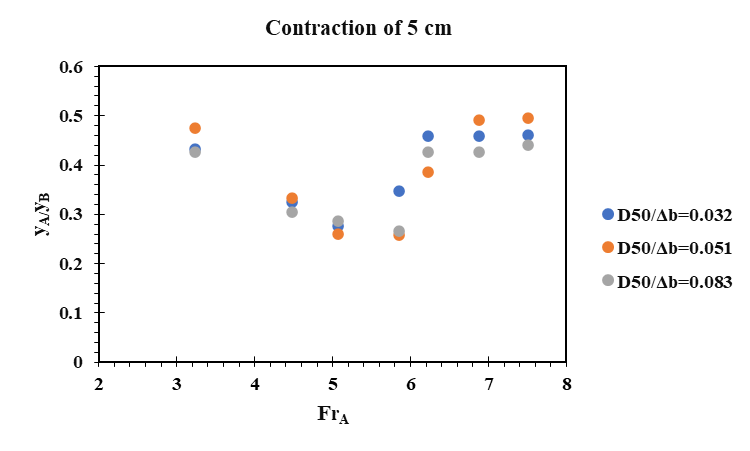 Contraction of 5 cm
0.6
0.5
0.4
0.3
0.2
0.1
0
yA/yB
2 3 4 5 6 7 8
FrA
D50/Δb=0.032
D50/Δb=0.051
D50/Δb=0.083